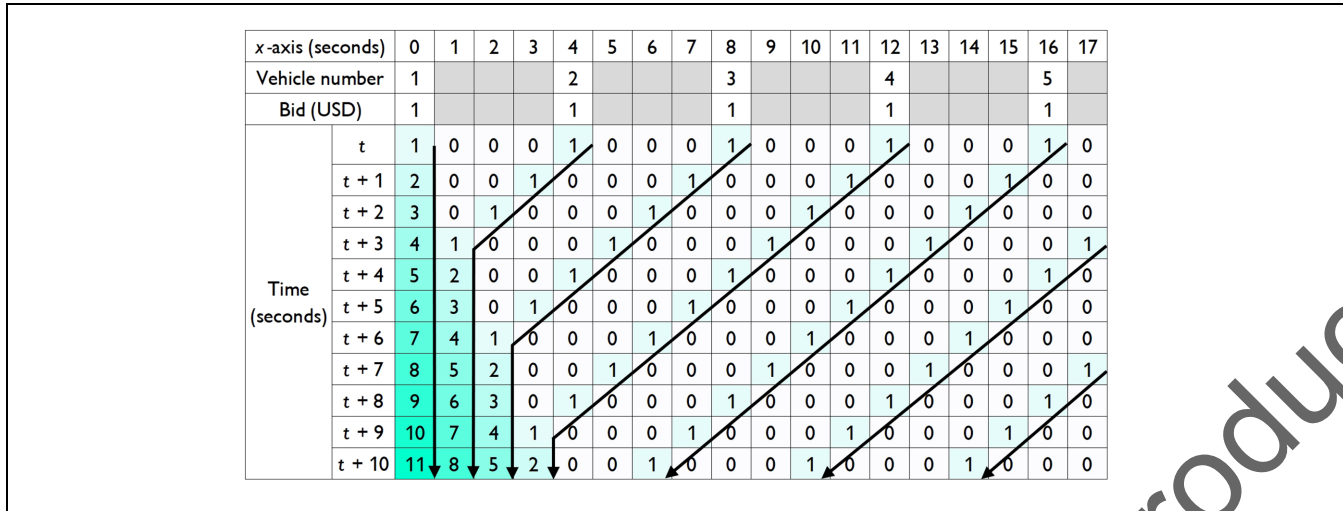 x-axis (seconds) 0 1 2 3 4 5 6 7 8 9 10 11 12 13 14 15 16 17
Vehicle number 1 2 3 4 5
Bid (USD) 1 1 1 1 1
t 1 0 0 0 1 0 0 0 1 0 0 0 1 0 0 0 1 0
t + 1 2 0 0 1 0 0 0 1 0 0 0 1 0 0 0 1 0 0
t + 2 3 0 1 0 0 0 1 0 0 0 1 0 0 0 1 0 0 0
t + 3 4 1 0 0 0 1 0 0 0 1 0 0 0 1 0 0 0 1
t + 4 5 2 0 0 1 0 0 0 1 0 0 0 1 0 0 0 1 0
Time
(seconds)
t + 5 6 3 0 1 0 0 0 1 0 0 0 1 0 0 0 1 0 0
t + 6 7 4 1 0 0 0 1 0 0 0 1 0 0 0 1 0 0 0
t + 7 8 5 2 0 0 1 0 0 0 1 0 0 0 1 0 0 0 1
t + 8 9 6 3 0 1 0 0 0 1 0 0 0 1 0 0 0 1 0
t + 9 10 7 4 1 0 0 0 1 0 0 0 1 0 0 0 1 0 0
t + 10 11 8 5 2 0 0 1 0 0 0 1 0 0 0 1 0 0 0